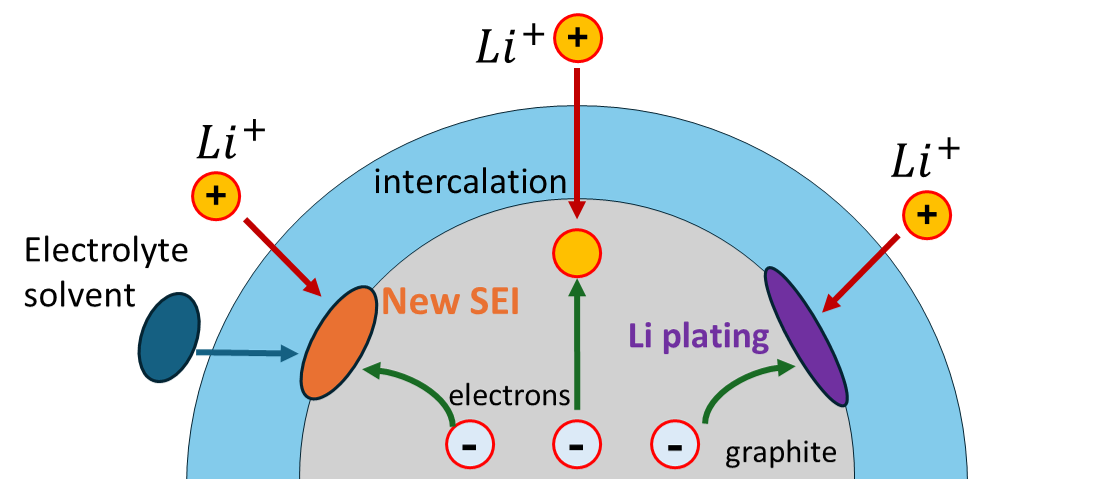 Li⁺
+
Li⁺
+
Li⁺
+
intercalation
Electrolyte
solvent
New SEI
Li plating
electrons
-
-
-
graphite